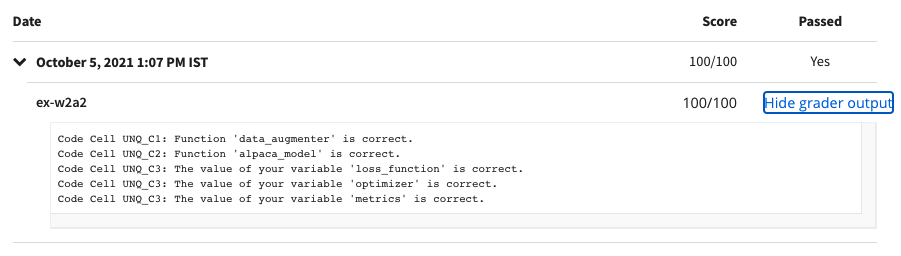 Date Score Passed
October 5, 2021 1:07 PM IST 100/100 Yes
ex-w2a2 100/100 Hide grader output
Code Cell UNQ_C1: Function 'data_augmenter' is correct.
Code Cell UNQ_C2: Function 'alpaca_model' is correct.
Code Cell UNQ_C3: The value of your variable 'loss_function' is correct.
Code Cell UNQ_C3: The value of your variable 'optimizer' is correct.
Code Cell UNQ_C3: The value of your variable 'metrics' is correct.